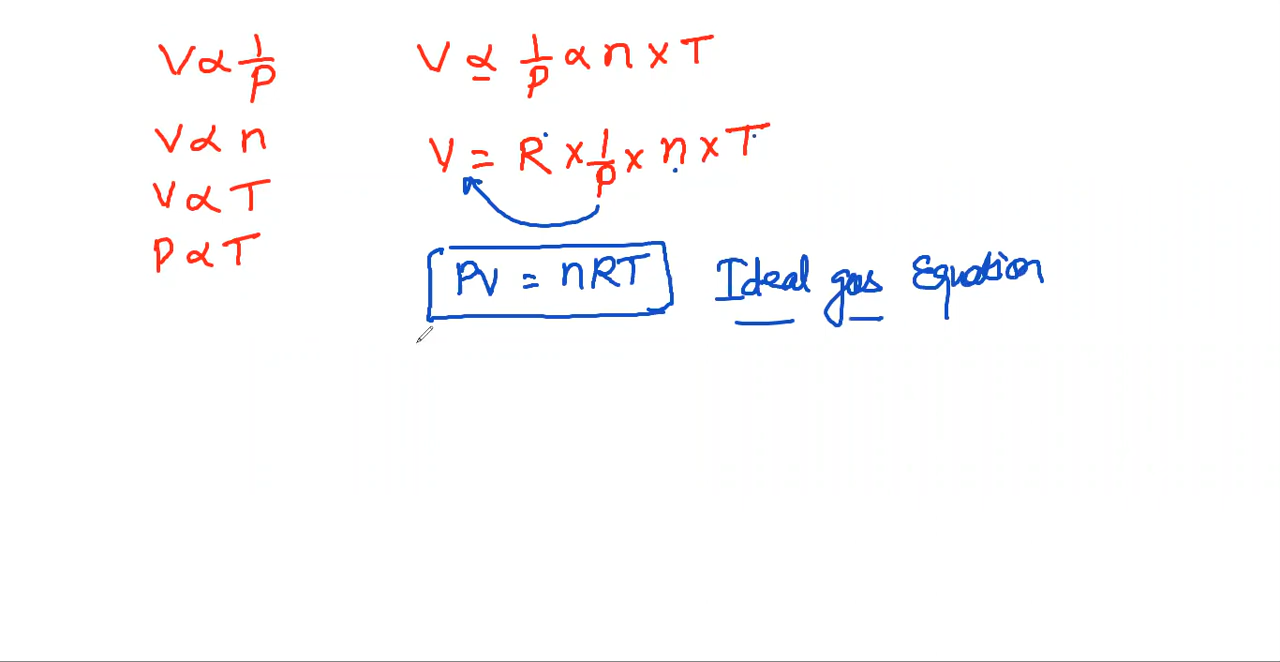 V ∝ 1/P
V ∝ n
V ∝ T
P ∝ T
V ∝ 1/P ∝ n × T
V = R × 1/P × n × T
PV = nRT Ideal gas Equation